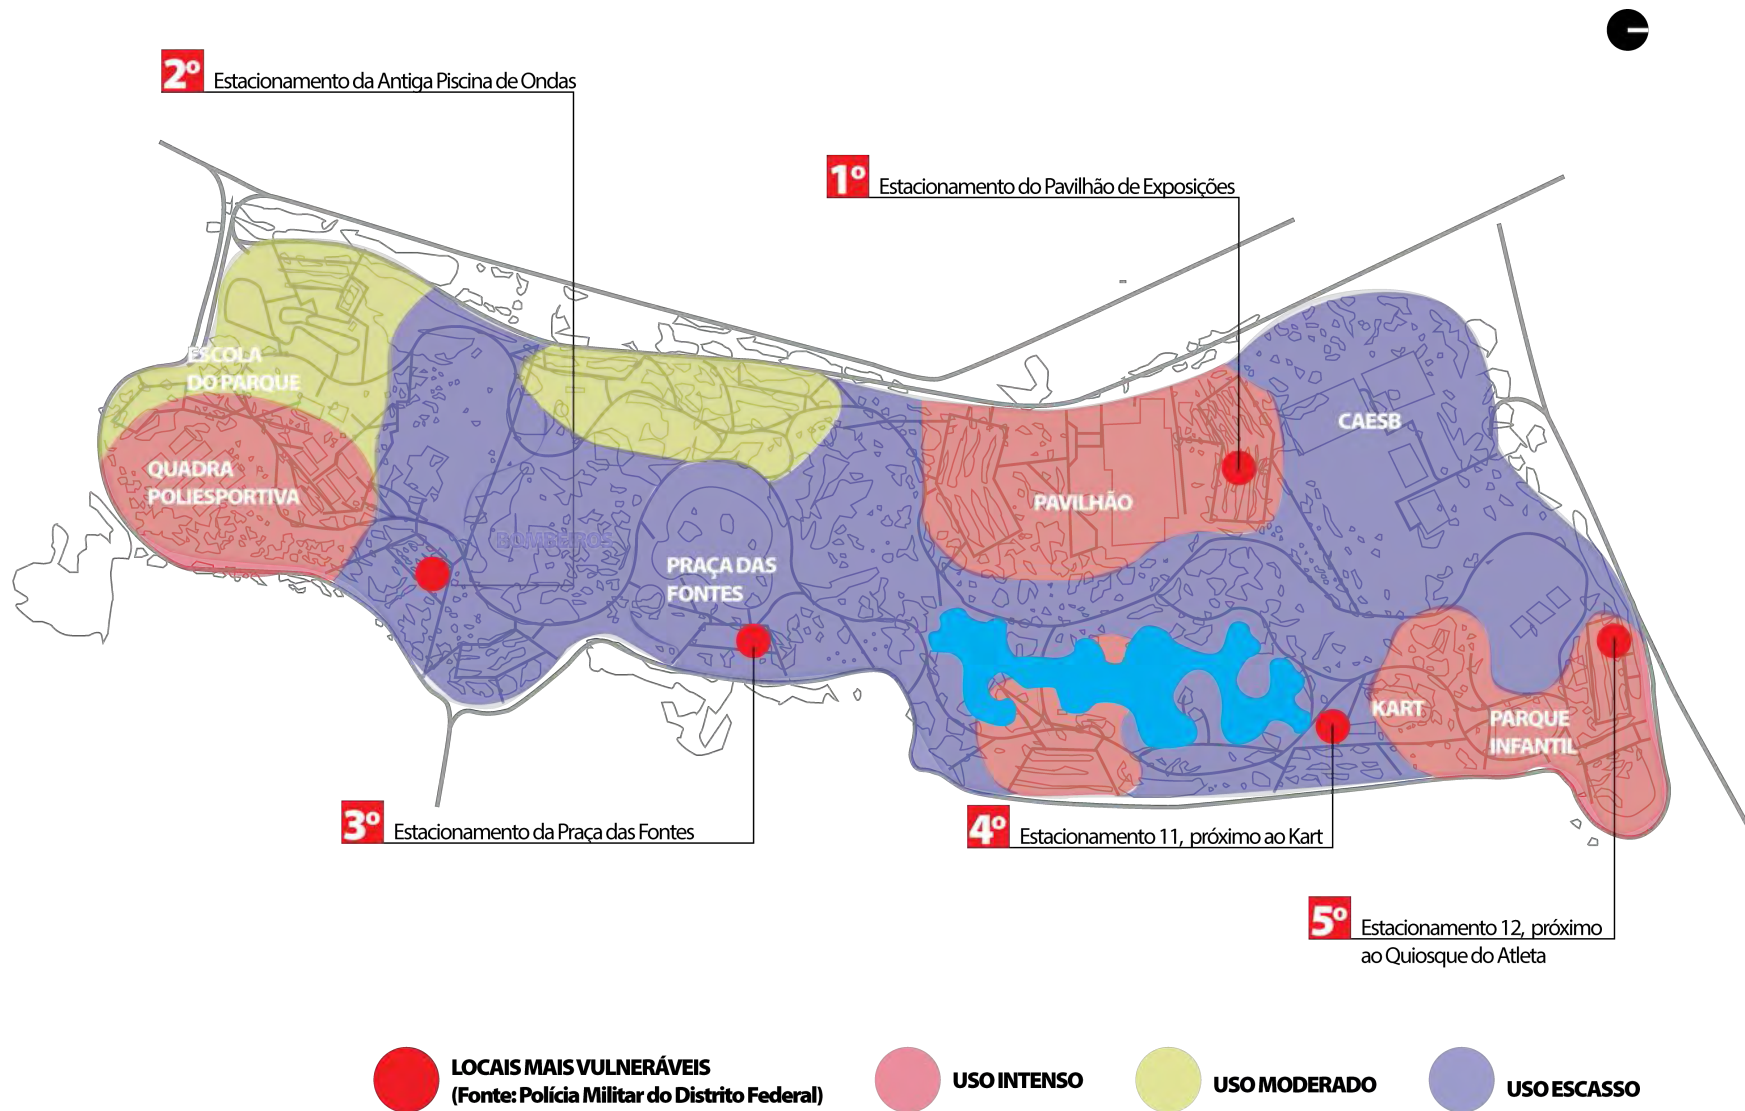 2º Estacionamento da Antiga Piscina de Ondas
1º Estacionamento do Pavilhão de Exposições
ESCOLA
DO PARQUE
QUADRA
POLIESPORTIVA
BOMBEIROS
PRAÇA DAS
FONTES
PAVILHÃO
CAESB
KART
PARQUE
INFANTIL
3º Estacionamento da Praça das Fontes
4º Estacionamento 11, próximo ao Kart
5º Estacionamento 12, próximo
ao Quiosque do Atleta
LOCAIS MAIS VULNERÁVEIS
(Fonte: Polícia Militar do Distrito Federal)
USO INTENSO
USO MODERADO
USO ESCASSO